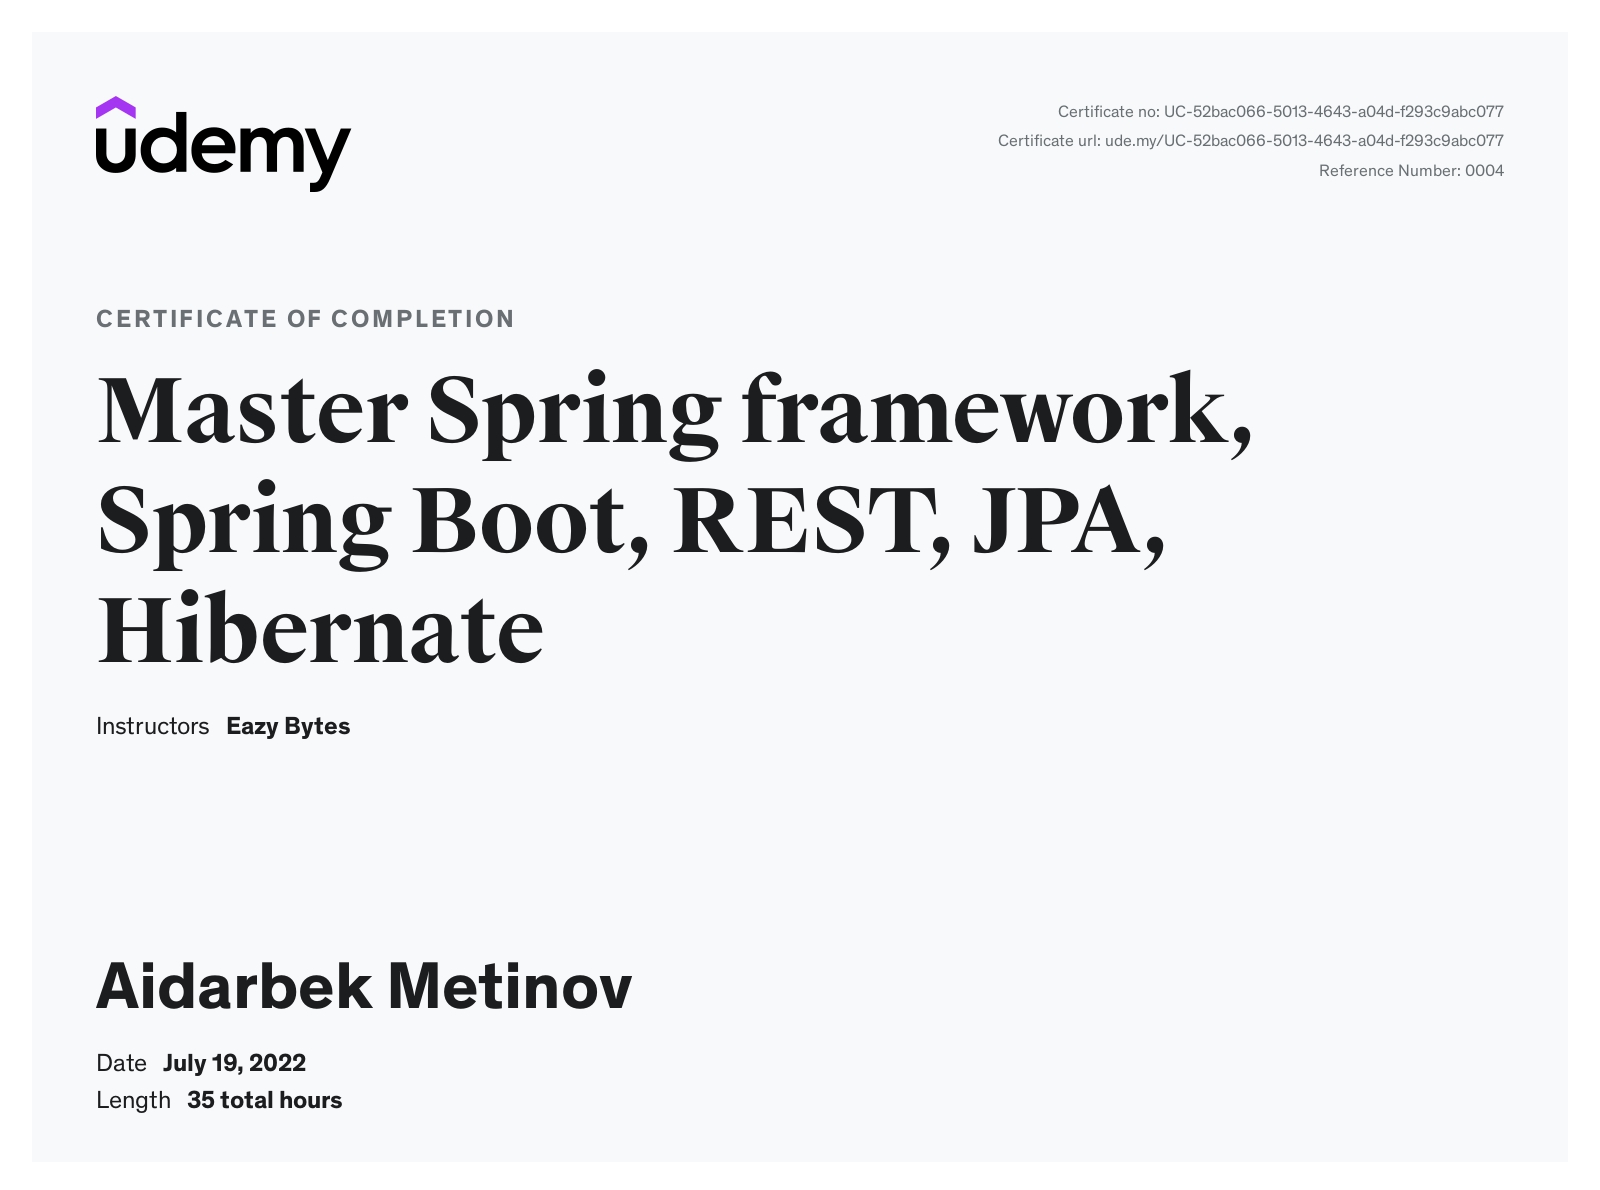 udemy
Certificate no: UC-52bac066-5013-4643-a04d-f293c9abc077
Certificate url: ude.my/UC-52bac066-5013-4643-a04d-f293c9abc077
Reference Number: 0004
CERTIFICATE OF COMPLETION
Master Spring framework,
Spring Boot, REST, JPA,
Hibernate
Instructors Eazy Bytes
Aidarbek Metinov
Date July 19, 2022
Length 35 total hours